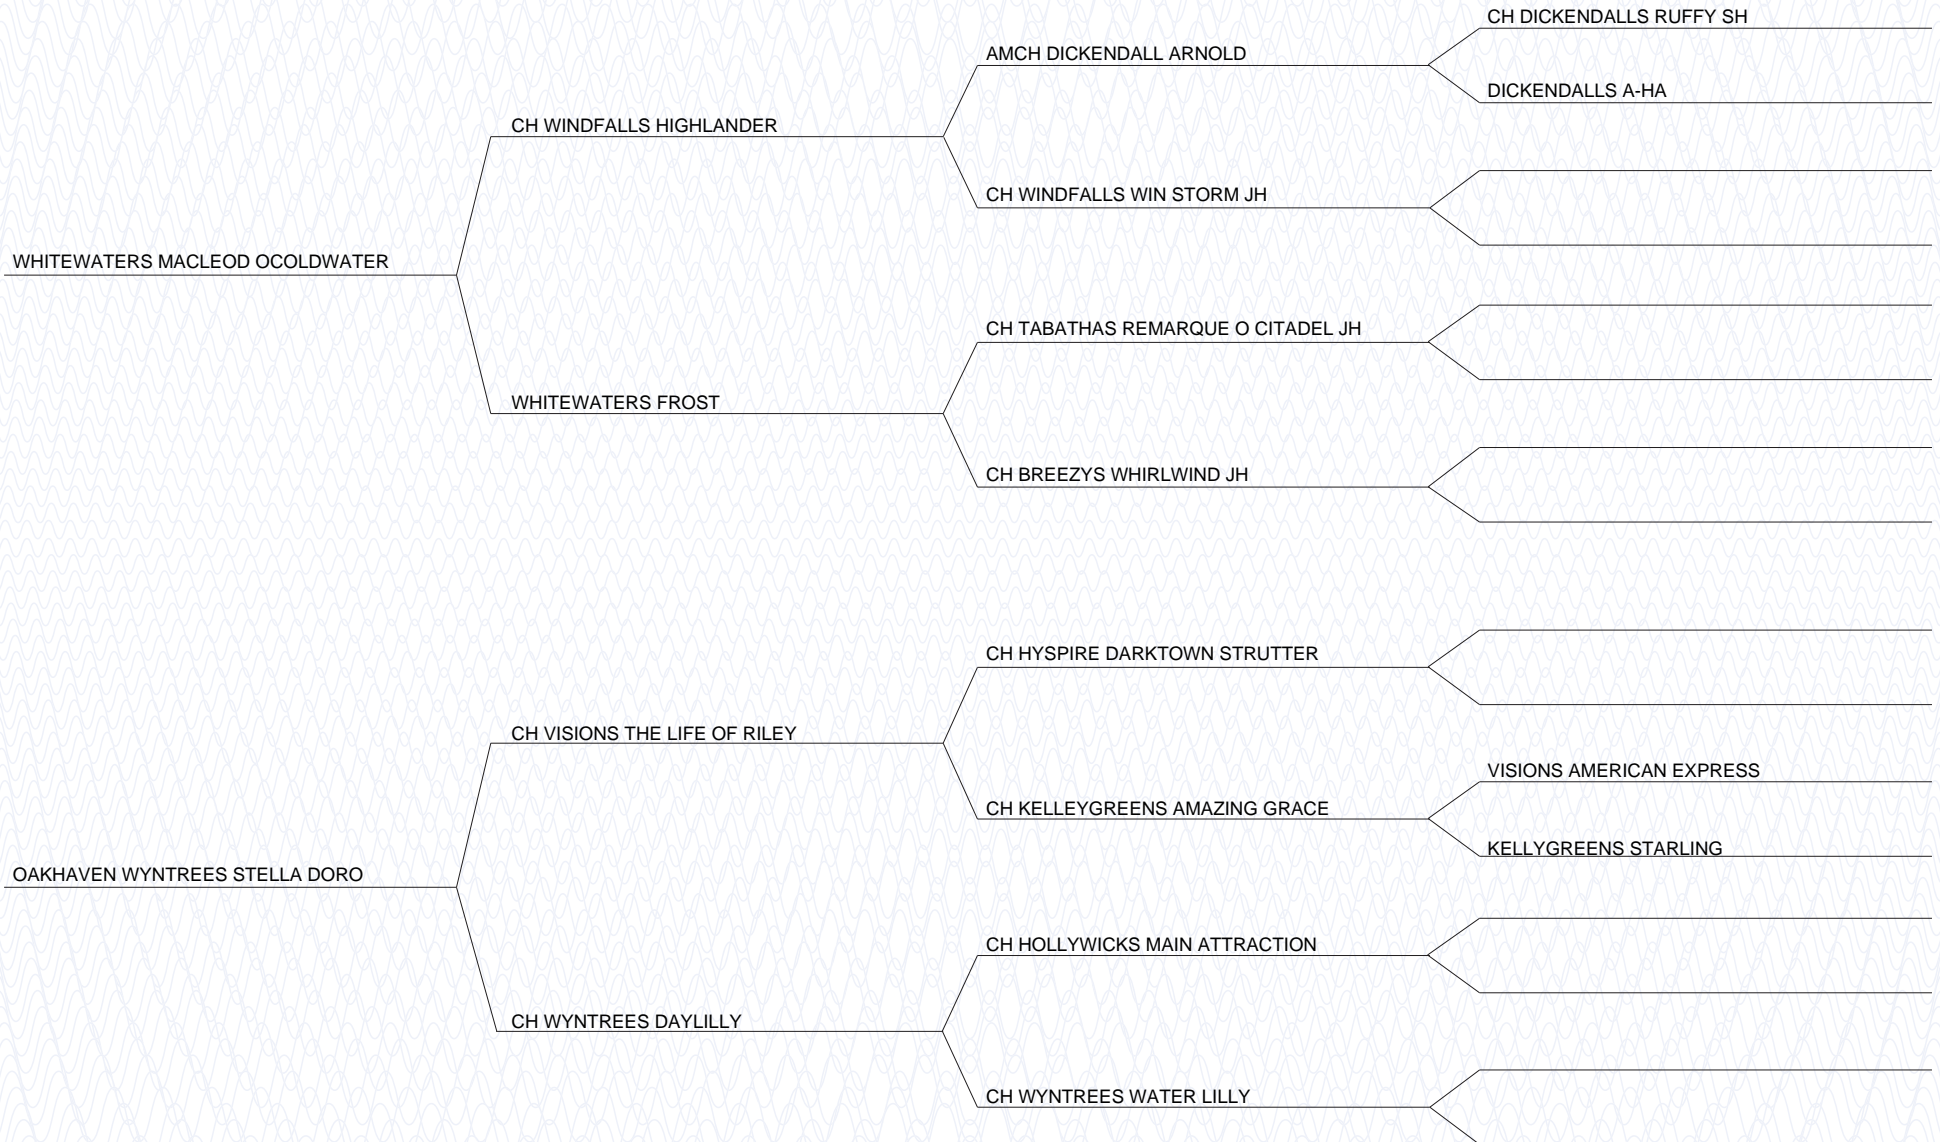 CH DICKENDALLS RUFFY SH
AMCH DICKENDALL ARNOLD
DICKENDALLS A-HA
CH WINDFALLS HIGHLANDER
CH WINDFALLS WIN STORM JH
WHITEWATERS MACLEOD OCOLDWATER
CH TABATHAS REMARQUE O CITADEL JH
WHITEWATERS FROST
CH BREEZYS WHIRLWIND JH
CH HYSPIRE DARKTOWN STRUTTER
CH VISIONS THE LIFE OF RILEY
VISIONS AMERICAN EXPRESS
CH KELLEYGREENS AMAZING GRACE
KELLYGREENS STARLING
OAKHAVEN WYNTREES STELLA DORO
CH HOLLYWICKS MAIN ATTRACTION
CH WYNTREES DAYLILLY
CH WYNTREES WATER LILLY